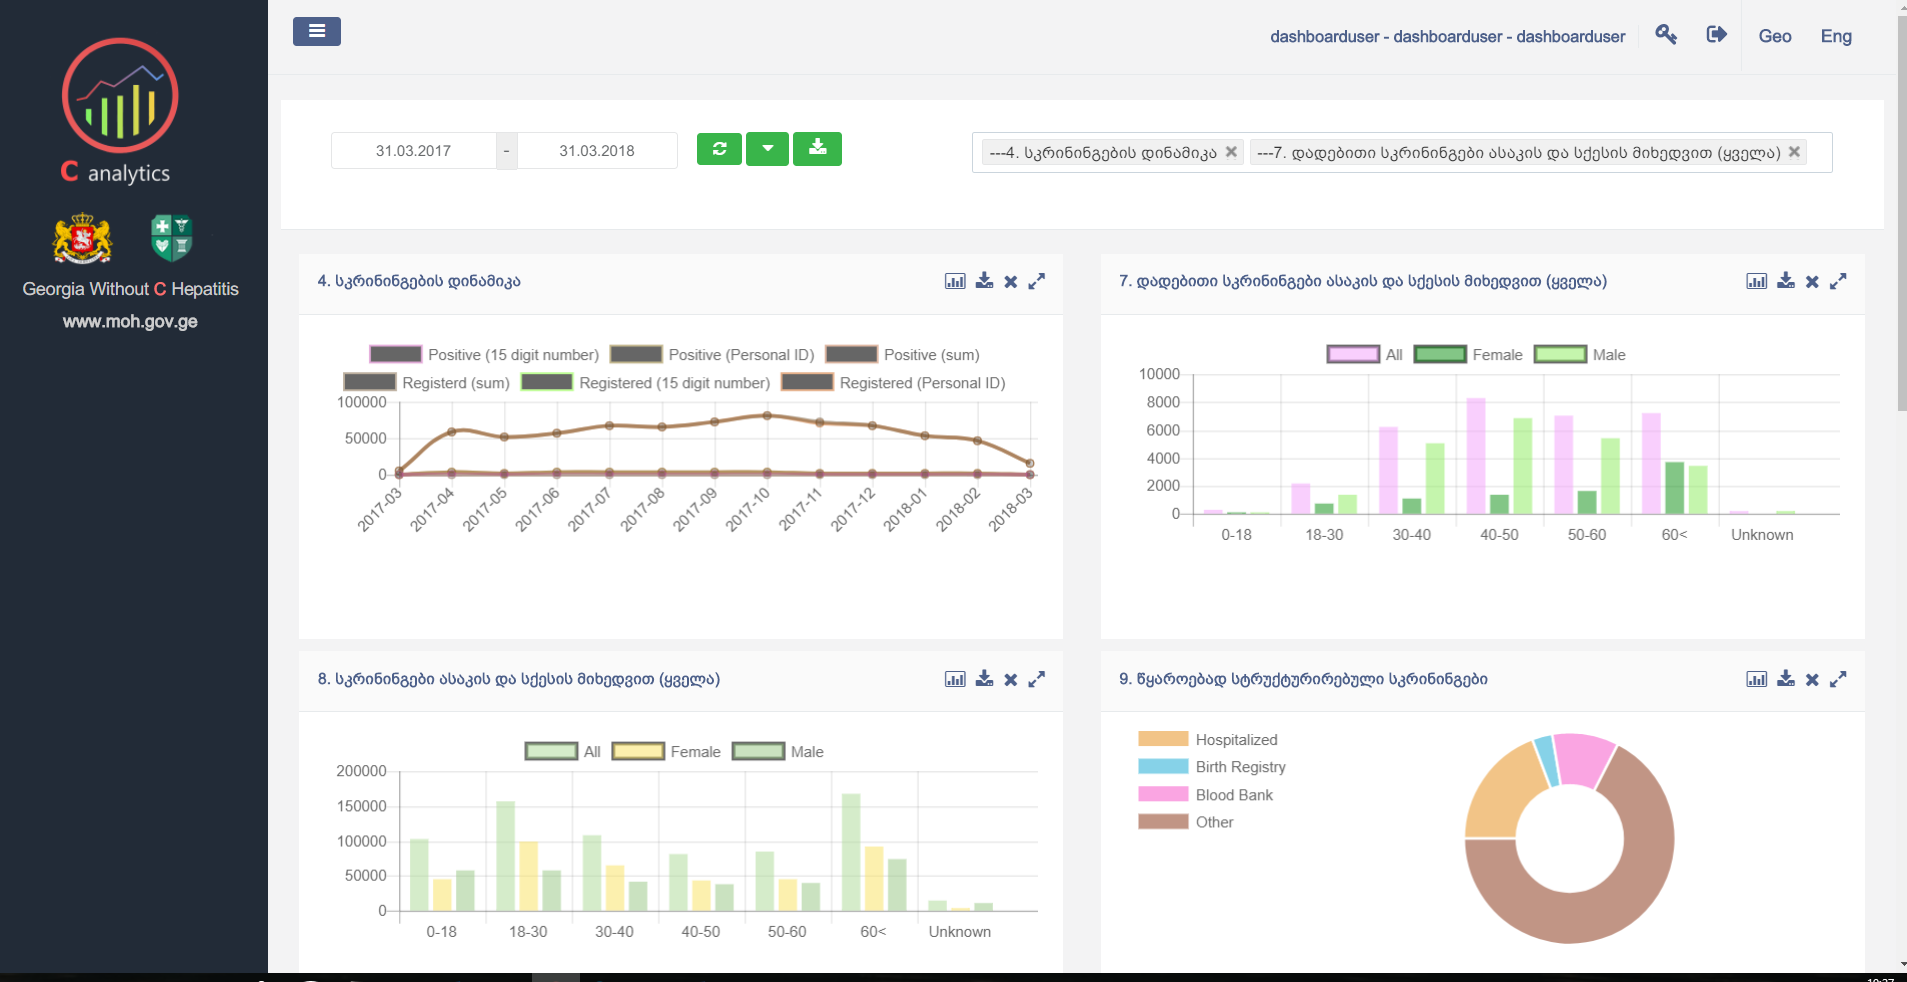 dashboarduser - dashboarduser - dashboarduser
Geo
Eng
C analytics
Georgia Without C Hepatitis
www.moh.gov.ge
31.03.2017 - 31.03.2018
---4. სკრინინგების დინამიკა
---7. დადებითი სკრინინგები ასაკის და სქესის მიხედვით (ყველა)
4. სკრინინგების დინამიკა
Positive (15 digit number) Positive (Personal ID) Positive (sum)
Registerd (sum) Registered (15 digit number) Registered (Personal ID)
100000
50000
0
2017-03 2017-04 2017-05 2017-06 2017-07 2017-08 2017-09 2017-10 2017-11 2017-12 2018-01 2018-02 2018-03
7. დადებითი სკრინინგები ასაკის და სქესის მიხედვით (ყველა)
All Female Male
10000
8000
6000
4000
2000
0
0-18 18-30 30-40 40-50 50-60 60< Unknown
8. სკრინინგები ასაკის და სქესის მიხედვით (ყველა)
All Female Male
200000
150000
100000
50000
0
0-18 18-30 30-40 40-50 50-60 60< Unknown
9. წყაროებად სტრუქტურირებული სკრინინგები
Hospitalized
Birth Registry
Blood Bank
Other